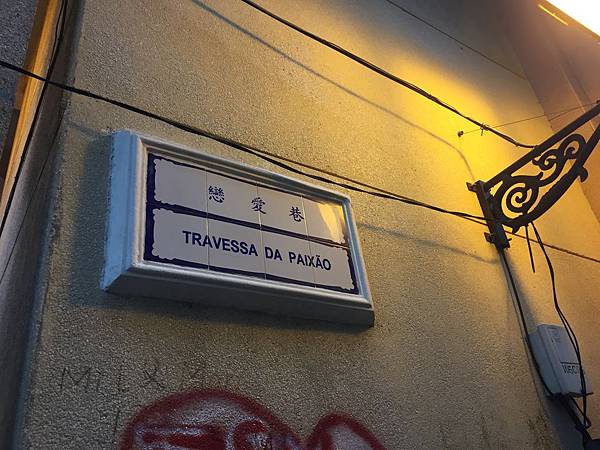 戀愛巷
TRAVESSA DA PAIXÃO